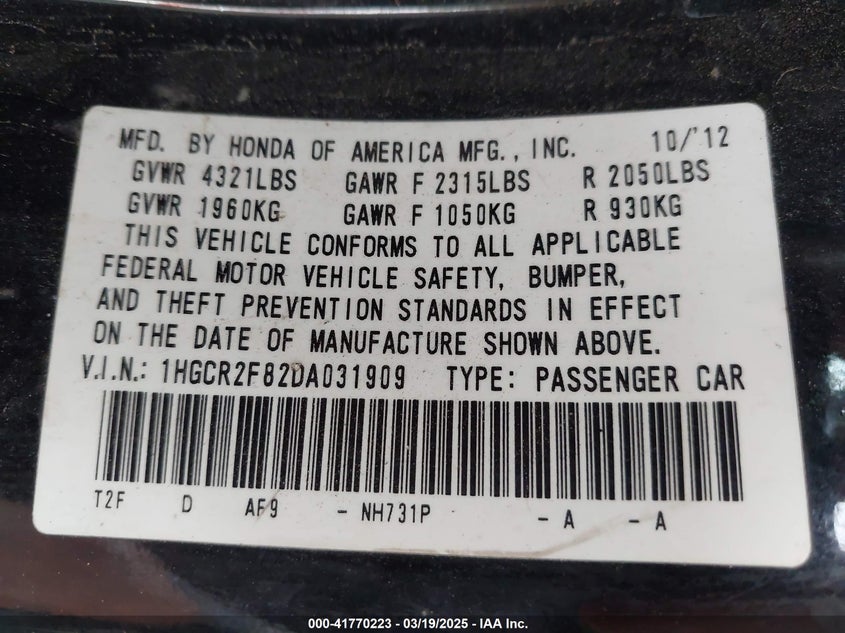 MFD. BY HONDA OF AMERICA MFG., INC. 10/'12
GVWR 4321LBS GAWR F 2315LBS R 2050LBS
GVWR 1960KG GAWR F 1050KG R 930KG
THIS VEHICLE CONFORMS TO ALL APPLICABLE
FEDERAL MOTOR VEHICLE SAFETY, BUMPER,
AND THEFT PREVENTION STANDARDS IN EFFECT
ON THE DATE OF MANUFACTURE SHOWN ABOVE.
V.I.N.: 1HGCR2F82DA031909 TYPE: PASSENGER CAR
T2F D AF9 - NH731P - A - A
000-41770223 - 03/19/2025 - IAA Inc.